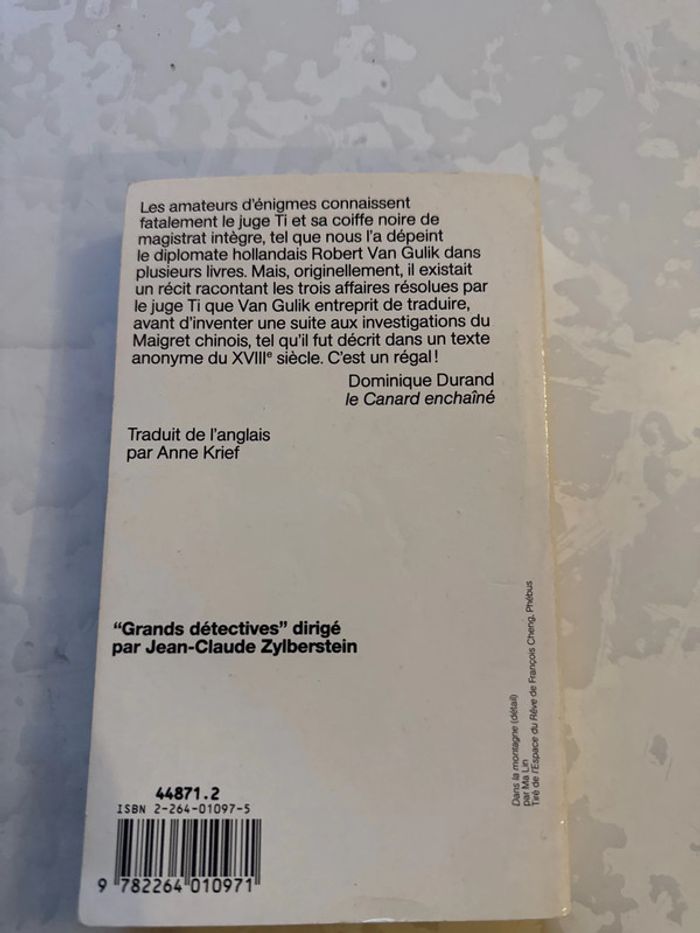 Les amateurs d'énigmes connaissent
fatalement le juge Ti et sa coiffe noire de
magistrat intègre, tel que nous l'a dépeint
le diplomate hollandais Robert Van Gulik dans
plusieurs livres. Mais, originellement, il existait
un récit racontant les trois affaires résolues par
le juge Ti que Van Gulik entreprit de traduire,
avant d'inventer une suite aux investigations du
Maigret chinois, tel qu'il fut décrit dans un texte
anonyme du XVIIIᵉ siècle. C'est un régal !
Dominique Durand
le Canard enchaîné
Traduit de l'anglais
par Anne Krief
"Grands détectives" dirigé
par Jean-Claude Zylberstein
Dans la montagne (détail)
par Ma Lin
Tiré de l'Espace du Rêve de François Cheng, Phébus
44871.2
ISBN 2-264-01097-5
9 782264 010971